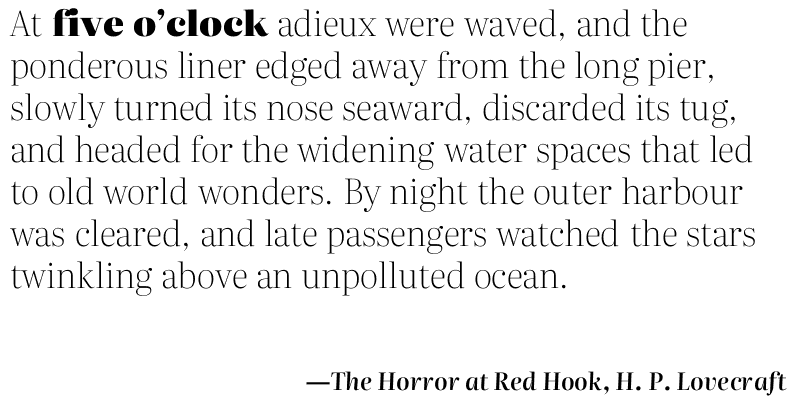 At five o’clock adieux were waved, and the
ponderous liner edged away from the long pier,
slowly turned its nose seaward, discarded its tug,
and headed for the widening water spaces that led
to old world wonders. By night the outer harbour
was cleared, and late passengers watched the stars
twinkling above an unpolluted ocean.
—The Horror at Red Hook, H. P. Lovecraft